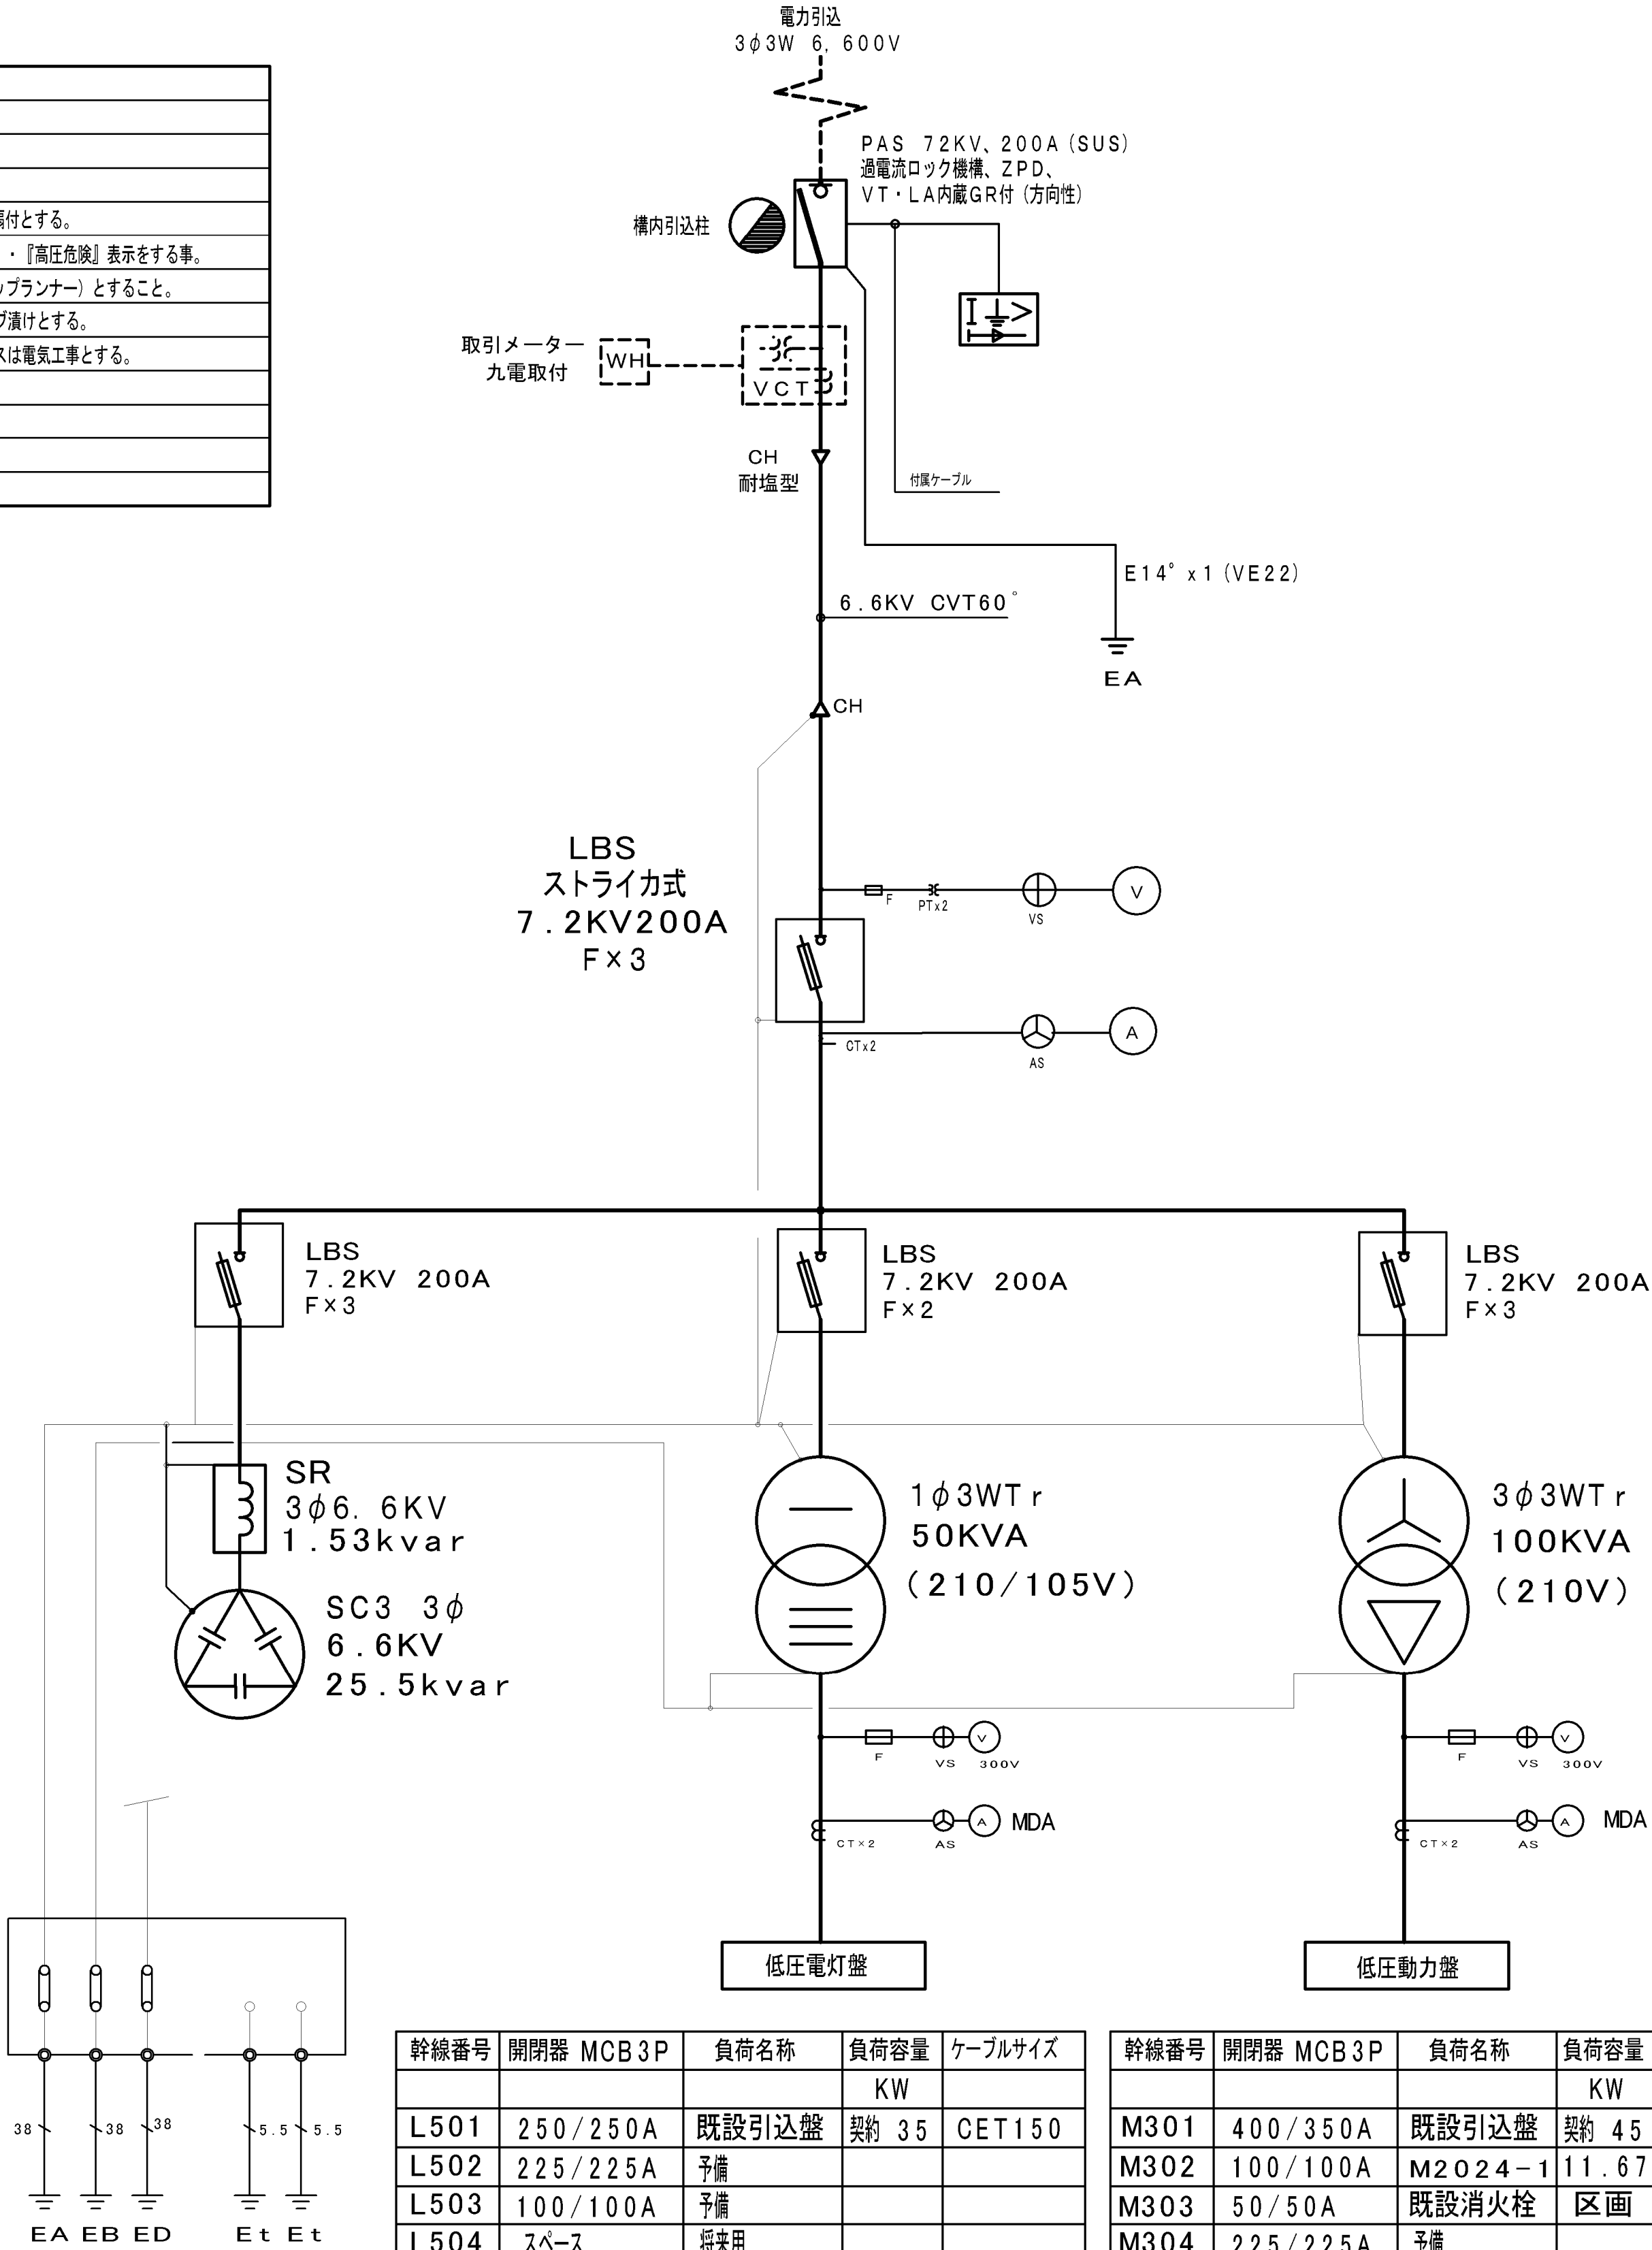 電力引込
3φ3W 6,600V
PAS 72KV、200A(SUS)
過電流ロック機構、ZPD、
VT・LA内蔵GR付(方向性)
構内引込柱
付とする。
・『高圧危険』表示をする事。
プランナー)とすること。
漬けとする。
は電気工事とする。
I >
取引メーター
九電取付
WH
VCT
CH
耐塩型
付属ケーブル
E14°x1(VE22)
EA
6.6KV CVT60°
CH
LBS
ストライカ式
7.2KV200A
F×3
F
PTx2
VS
V
CTx2
AS
A
LBS
7.2KV 200A
F×3
LBS
7.2KV 200A
F×2
LBS
7.2KV 200A
F×3
SR
3φ6.6KV
1.53kvar
SC3 3φ
6.6KV
25.5kvar
1φ3WTr
50KVA
(210/105V)
3φ3WTr
100KVA
(210V)
F
VS
V
300V
CT×2
AS
A
MDA
F
VS
V
300V
CT×2
AS
A
MDA
低圧電灯盤
低圧動力盤
38
38
38
5.5
5.5
EA EB ED Et Et
幹線番号 開閉器 MCB3P 負荷名称 負荷容量 ケーブルサイズ
KW
L501 250/250A 既設引込盤 契約 35 CET150
L502 225/225A 予備
L503 100/100A 予備
L504 スペース 将来用
幹線番号 開閉器 MCB3P 負荷名称 負荷容量
KW
M301 400/350A 既設引込盤 契約 45
M302 100/100A M2024-1 11.67
M303 50/50A 既設消火栓 区画
M304 225/225A 予備